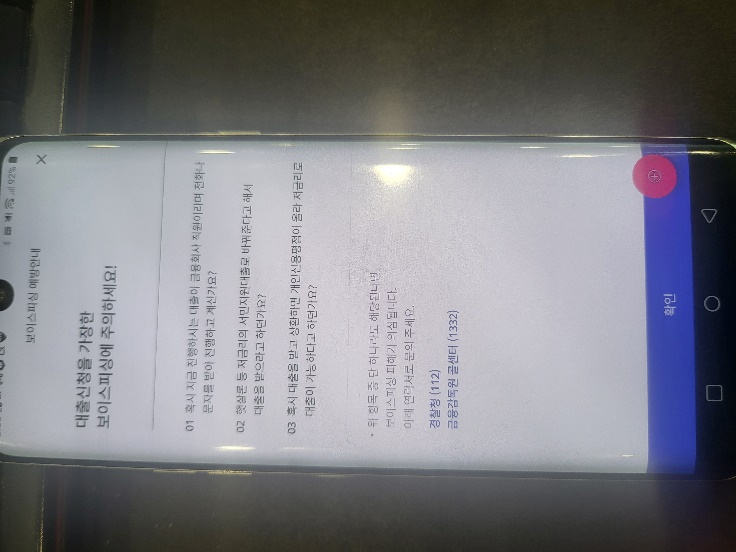 92%
보이스피싱 예방안내
대출신청을 가장한
보이스피싱에 주의하세요!
01 혹시 지금 진행하시는 대출이 금융회사 직원이라며 전화나
문자를 받아 진행하고 계신가요?
02 햇살론 등 저금리의 서민지원대출로 바꿔준다고 해서
대출을 받으라고 하던가요?
03 혹시 대출을 받고 상환하면 개인신용평점이 올라 저금리로
대출이 가능하다고 하던가요?
• 위 항목 중 단 하나라도 해당된다면
보이스피싱 피해가 의심됩니다.
아래 연락처로 문의 주세요.
경찰청 (112)
금융감독원 콜센터 (1332)
확인